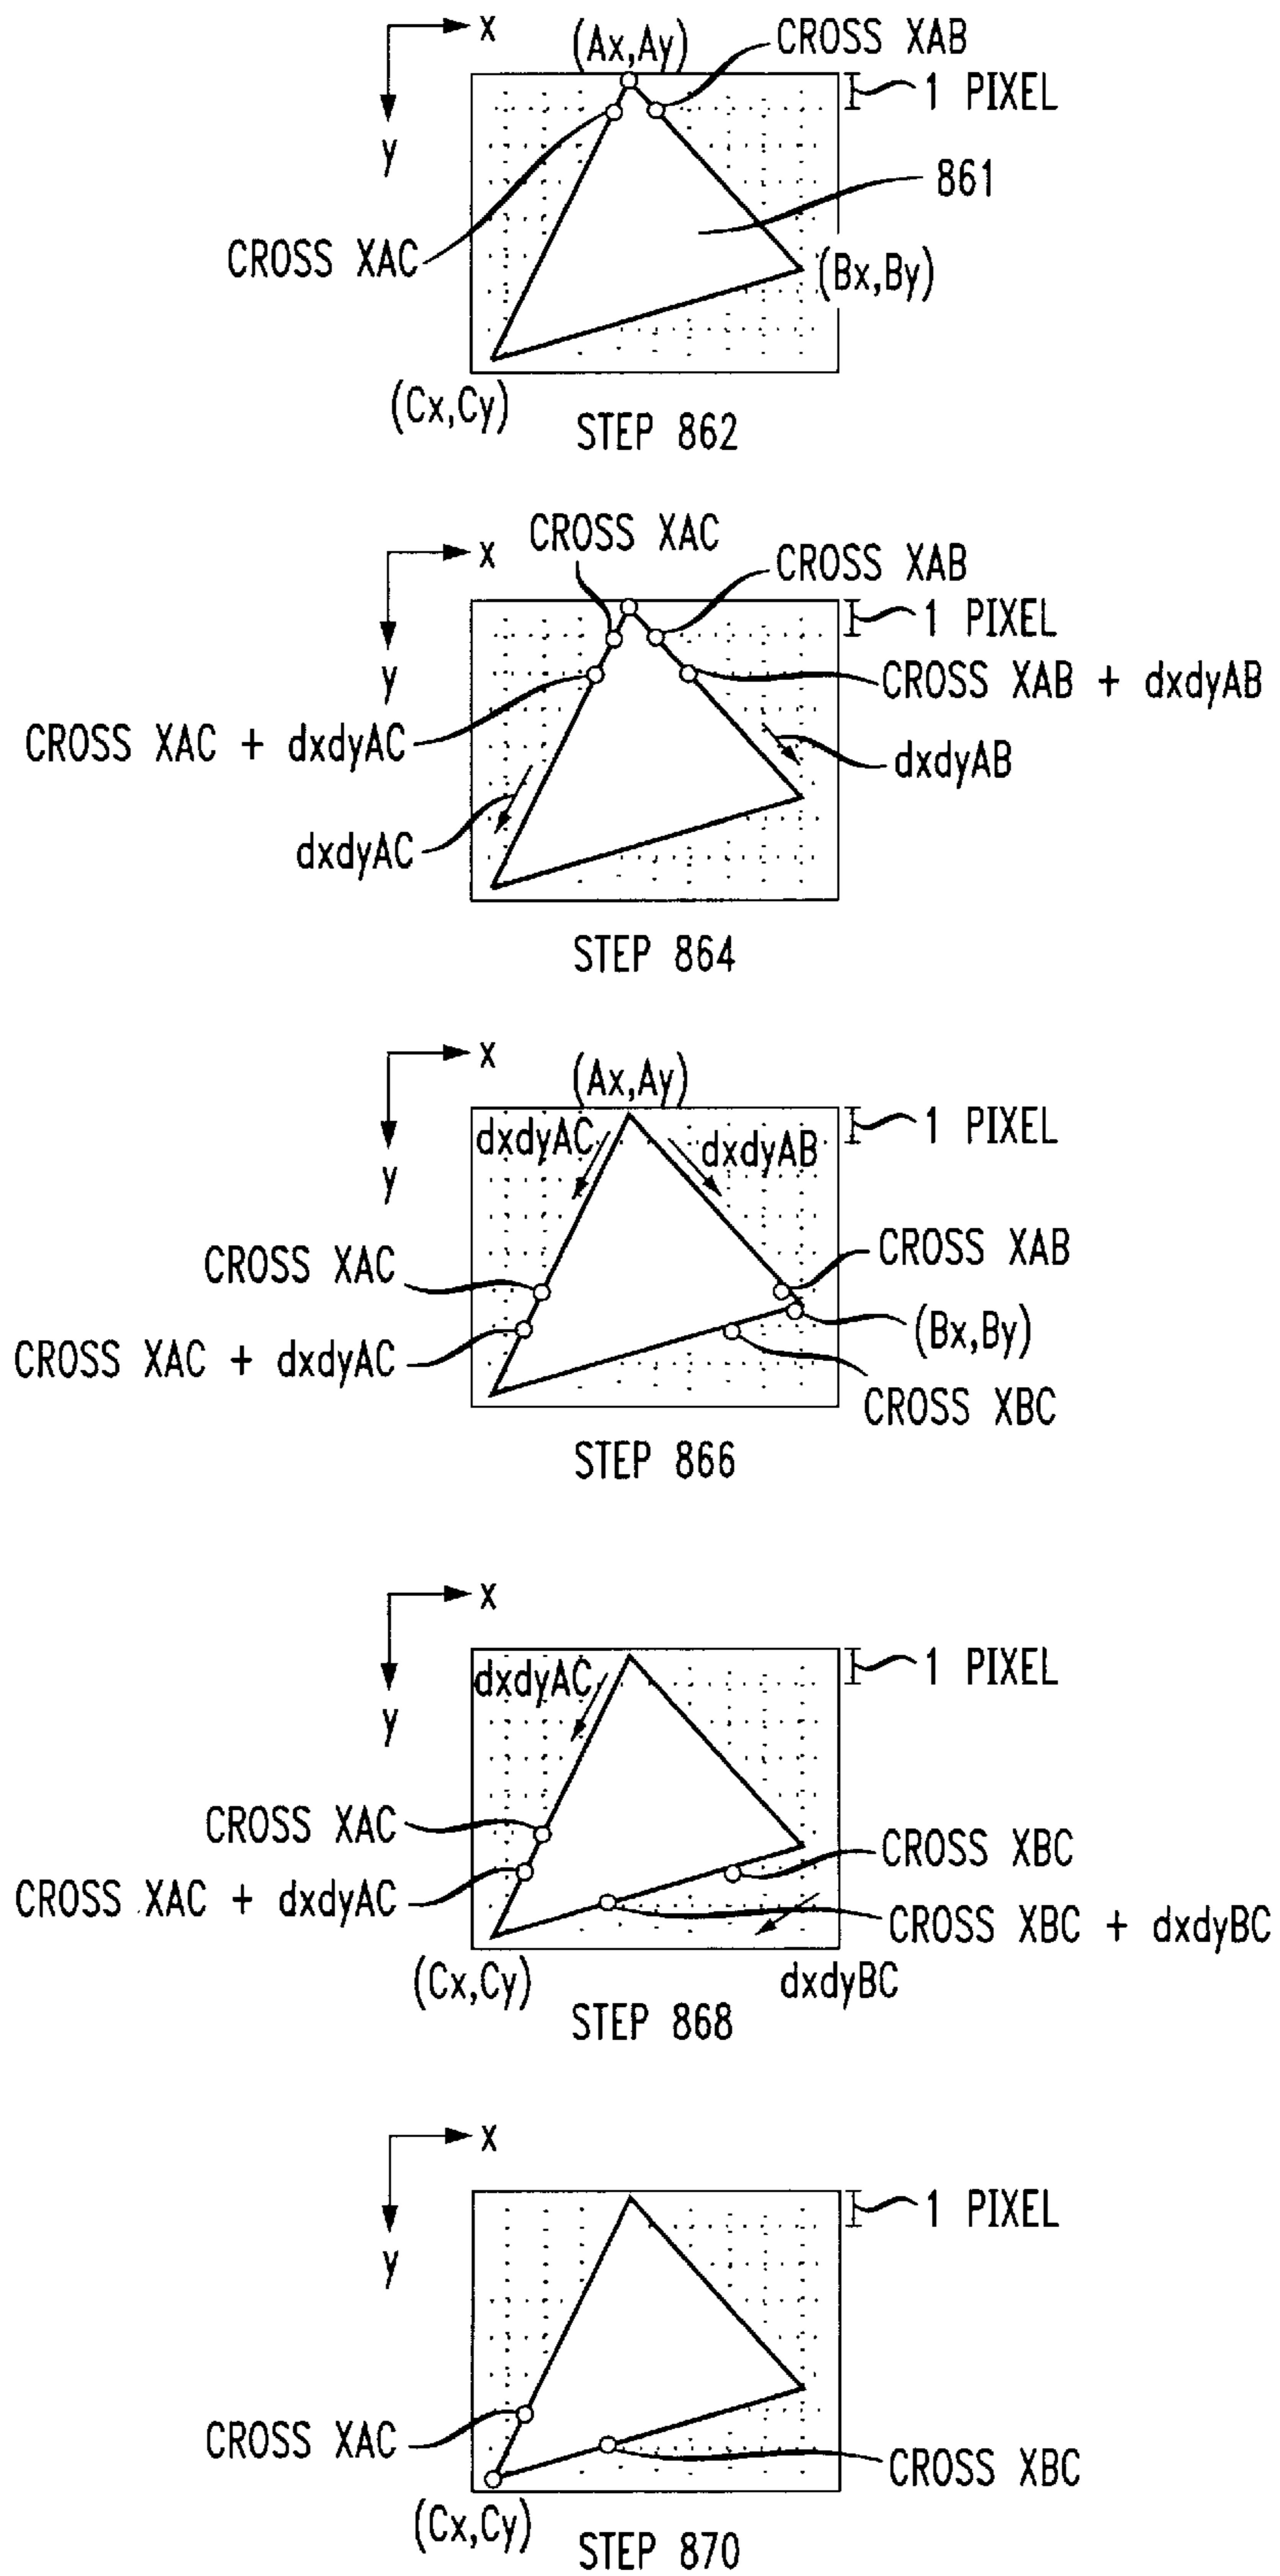 x
(Ax,Ay)
CROSS XAB
1 PIXEL
y
861
CROSS XAC
(Bx,By)
(Cx,Cy)
STEP 862
CROSS XAC
x
CROSS XAB
1 PIXEL
y
CROSS XAB + dxdyAB
CROSS XAC + dxdyAC
dxdyAB
dxdyAC
STEP 864
x
(Ax,Ay)
1 PIXEL
dxdyAC
dxdyAB
y
CROSS XAB
CROSS XAC
(Bx,By)
CROSS XAC + dxdyAC
CROSS XBC
STEP 866
x
1 PIXEL
dxdyAC
y
CROSS XAC
CROSS XBC
CROSS XAC + dxdyAC
CROSS XBC + dxdyBC
(Cx,Cy)
dxdyBC
STEP 868
x
1 PIXEL
y
CROSS XAC
CROSS XBC
(Cx,Cy)
STEP 870